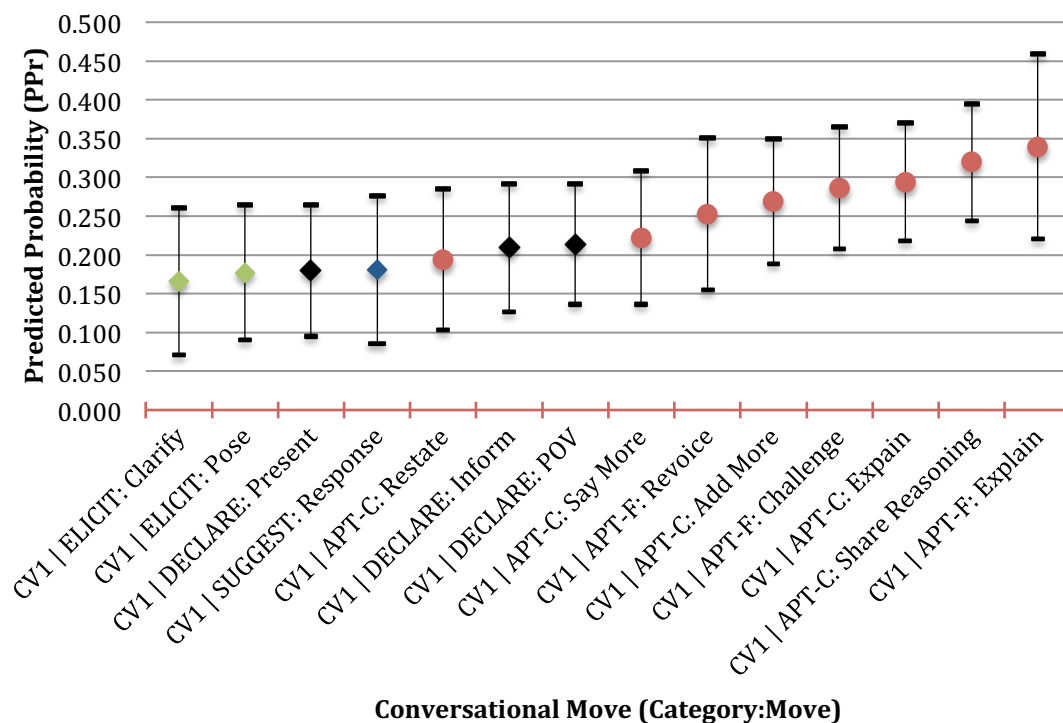 Predicted Probability (PPr)
0.500
0.450
0.400
0.350
0.300
0.250
0.200
0.150
0.100
0.050
0.000
CV1 | ELICIT: Clarify
CV1 | ELICIT: Pose
CV1 | DECLARE: Present
CV1 | SUGGEST: Response
CV1 | APT-C: Restate
CV1 | DECLARE: Inform
CV1 | DECLARE: POV
CV1 | APT-C: Say More
CV1 | APT-F: Revoice
CV1 | APT-C: Add More
CV1 | APT-F: Challenge
CV1 | APT-C: Expain
CV1 | APT-C: Share Reasoning
CV1 | APT-F: Explain
Conversational Move (Category:Move)